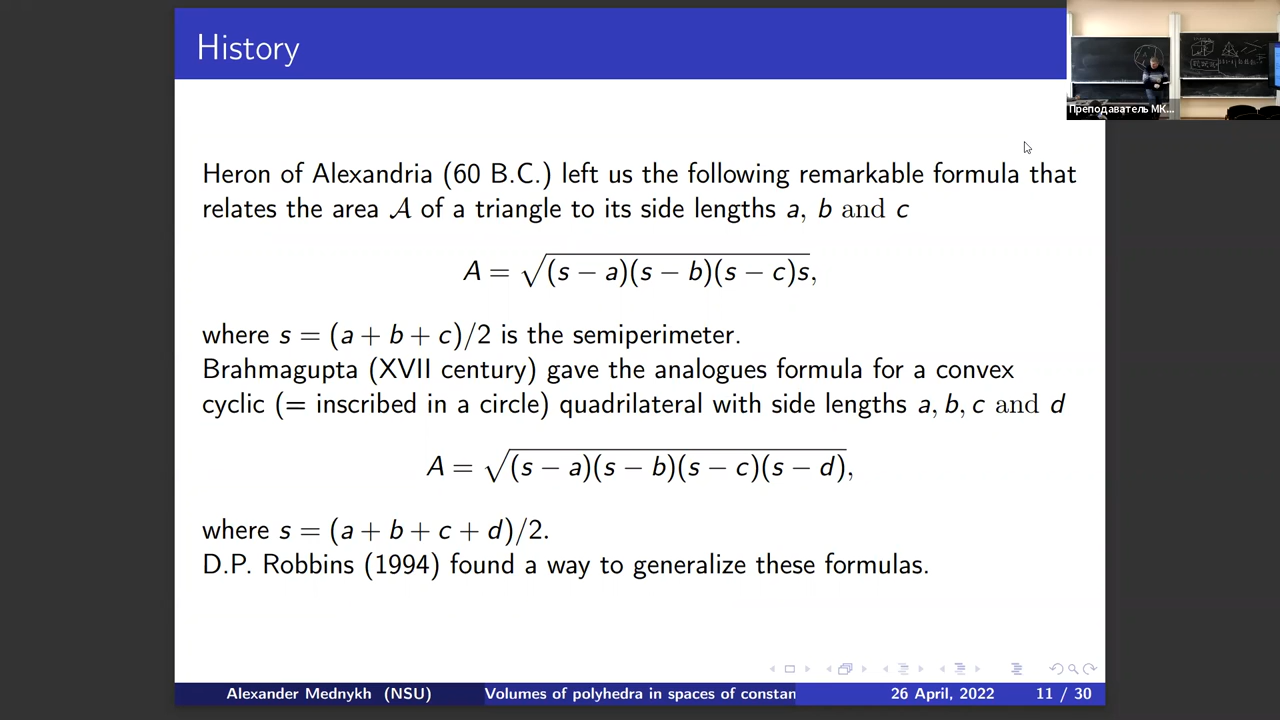 History
Преподаватель МК...
Heron of Alexandria (60 B.C.) left us the following remarkable formula that
relates the area 𝒜 of a triangle to its side lengths a, b and c
A = √(s − a)(s − b)(s − c)s,
where s = (a + b + c)/2 is the semiperimeter.
Brahmagupta (XVII century) gave the analogues formula for a convex
cyclic (= inscribed in a circle) quadrilateral with side lengths a, b, c and d
A = √(s − a)(s − b)(s − c)(s − d),
where s = (a + b + c + d)/2.
D.P. Robbins (1994) found a way to generalize these formulas.
Alexander Mednykh (NSU) Volumes of polyhedra in spaces of constan 26 April, 2022 11 / 30